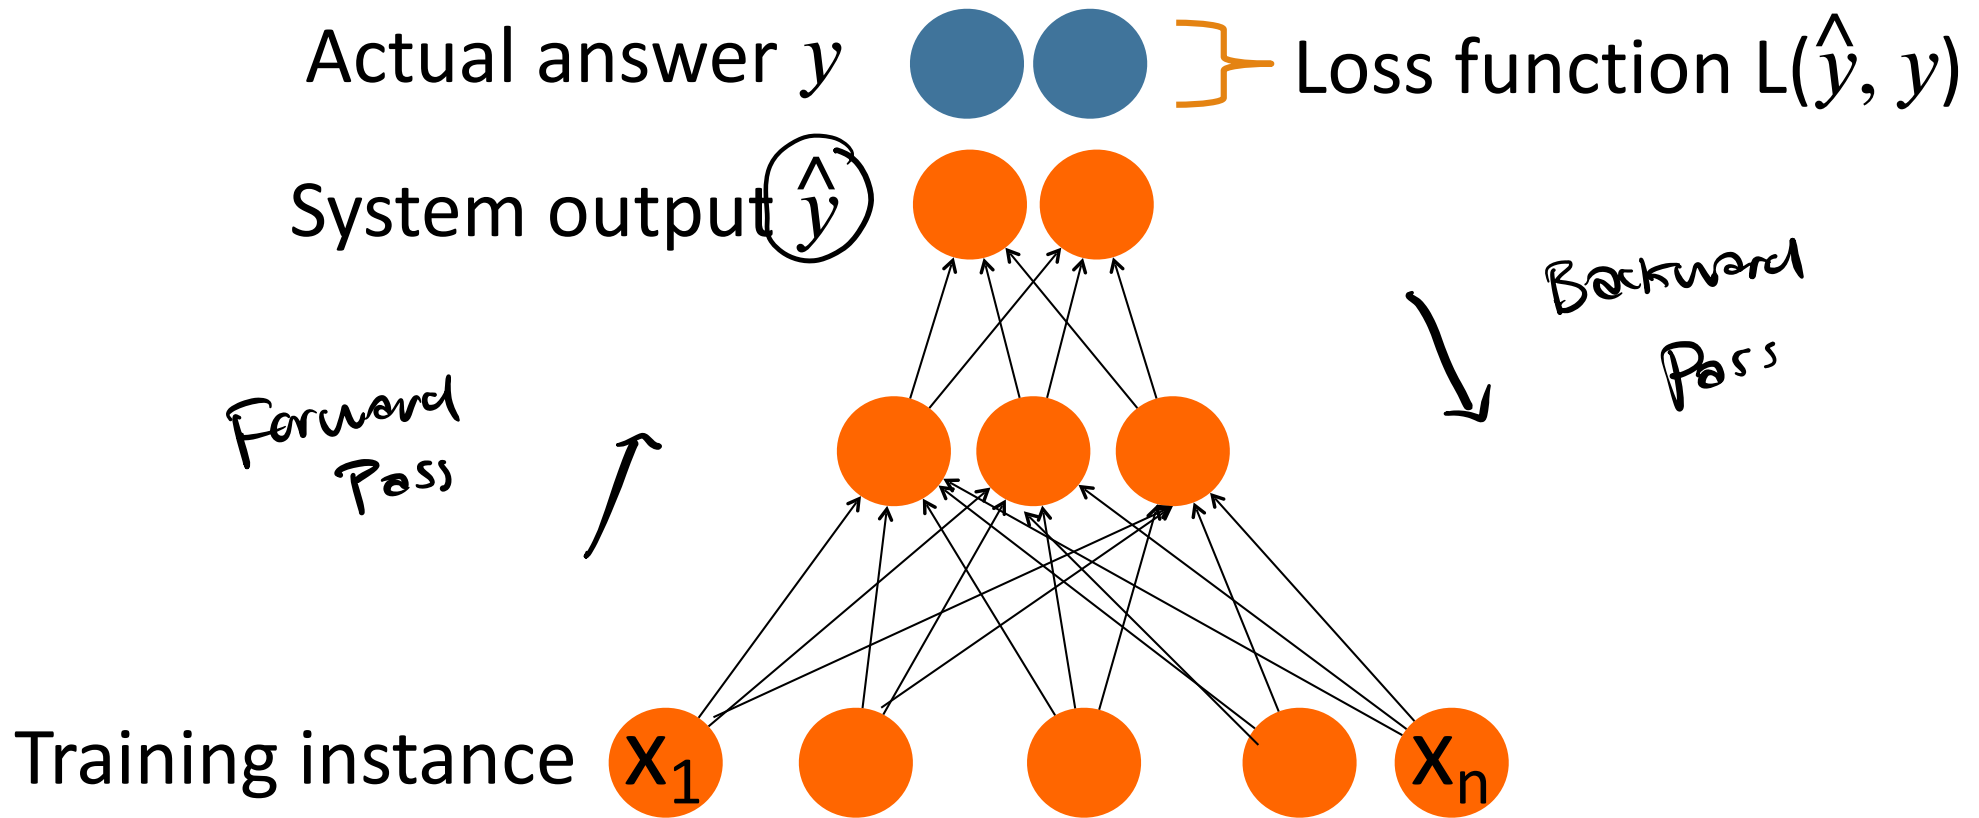 Actual answer y
Loss function L(ŷ, y)
System output ŷ
Backward
Pass
Forward
Pass
Training instance
x₁
xₙ